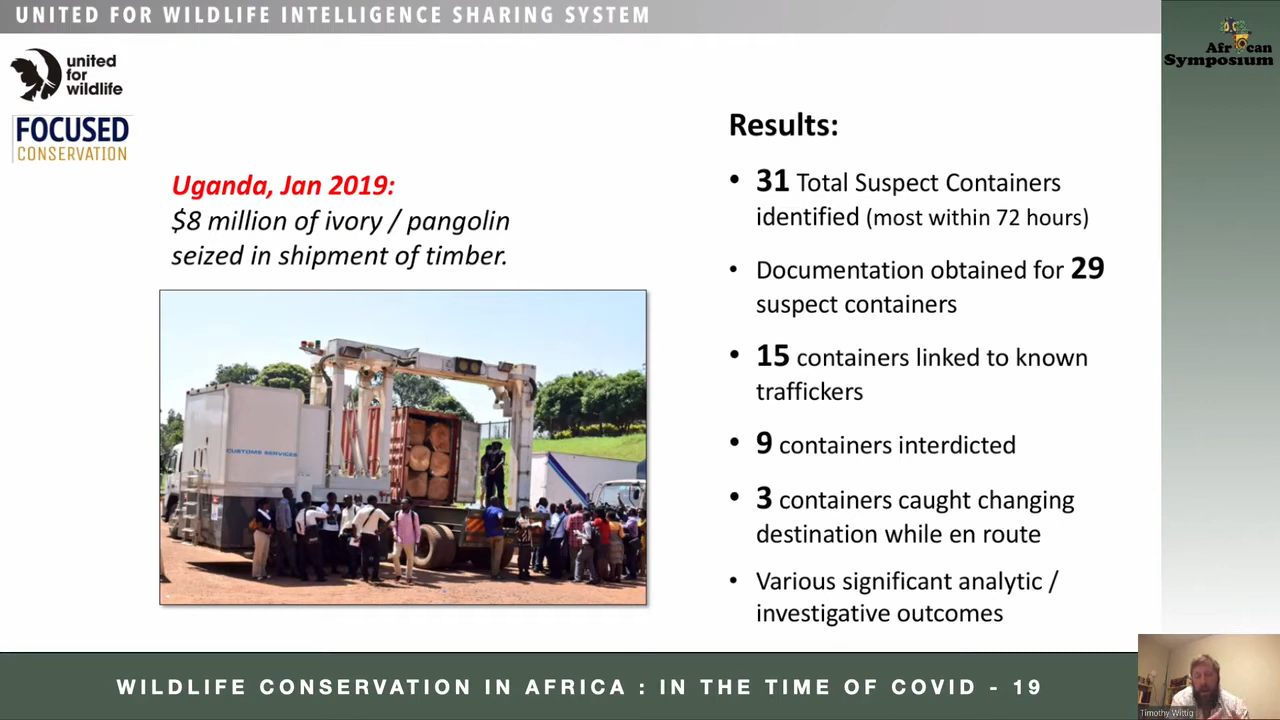 UNITED FOR WILDLIFE INTELLIGENCE SHARING SYSTEM
African
Symposium
united
for
wildlife
FOCUSED
CONSERVATION
Uganda, Jan 2019:
$8 million of ivory / pangolin
seized in shipment of timber.
CUSTOMS SERVICES
Results:
• 31 Total Suspect Containers
identified (most within 72 hours)
• Documentation obtained for 29
suspect containers
• 15 containers linked to known
traffickers
• 9 containers interdicted
• 3 containers caught changing
destination while en route
• Various significant analytic /
investigative outcomes
WILDLIFE CONSERVATION IN AFRICA : IN THE TIME OF COVID - 19
Timothy Wittig